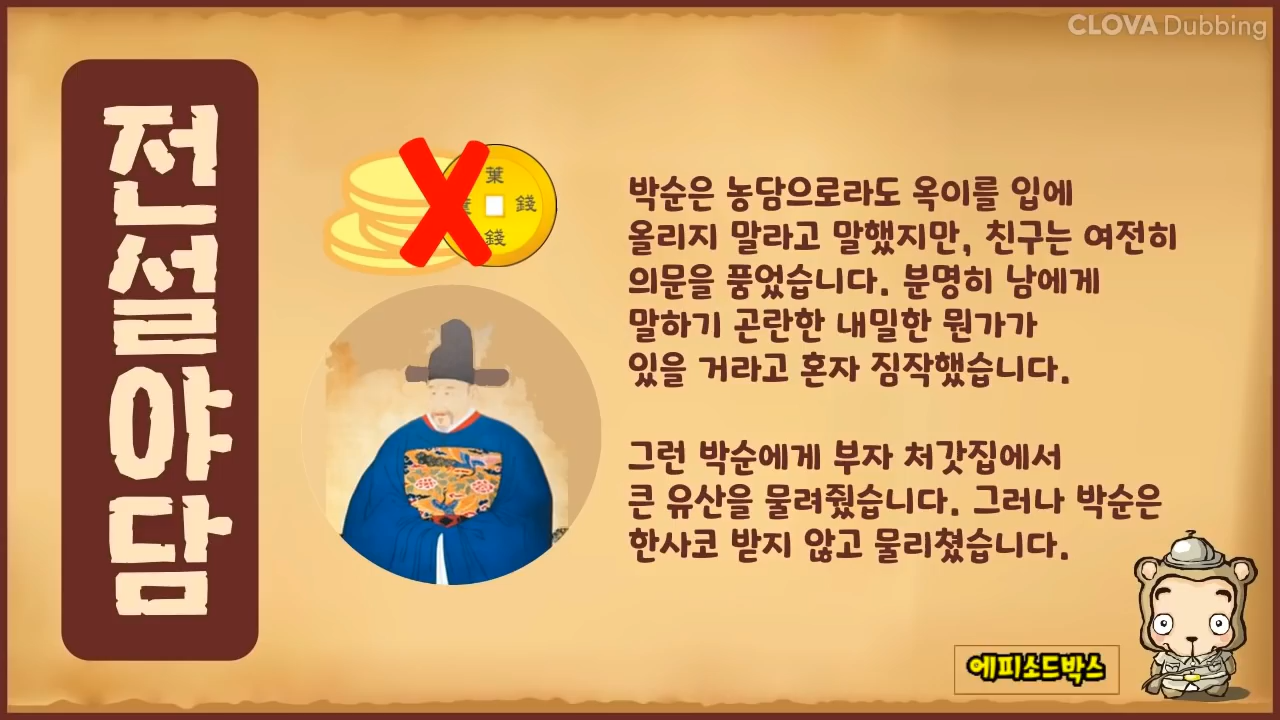 CLOVA Dubbing
전설야담
葉
錢
錢
박순은 농담으로라도 옥이를 입에
올리지 말라고 말했지만, 친구는 여전히
의문을 품었습니다. 분명히 남에게
말하기 곤란한 내밀한 뭔가가
있을 거라고 혼자 짐작했습니다.
그런 박순에게 부자 처갓집에서
큰 유산을 물려줬습니다. 그러나 박순은
한사코 받지 않고 물리쳤습니다.
에피소드박스